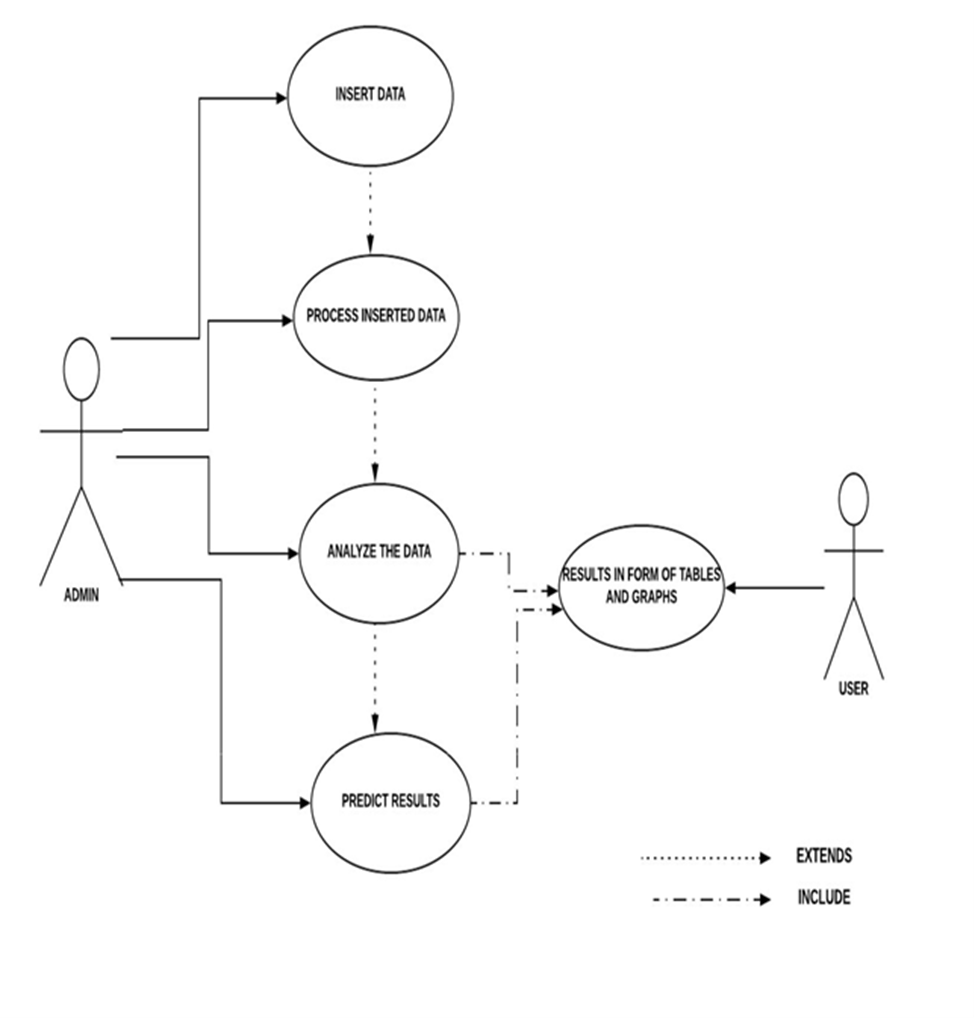 INSERT DATA
PROCESS INSERTED DATA
ANALYZE THE DATA
RESULTS IN FORM OF TABLES
AND GRAPHS
ADMIN
USER
PREDICT RESULTS
EXTENDS
INCLUDE